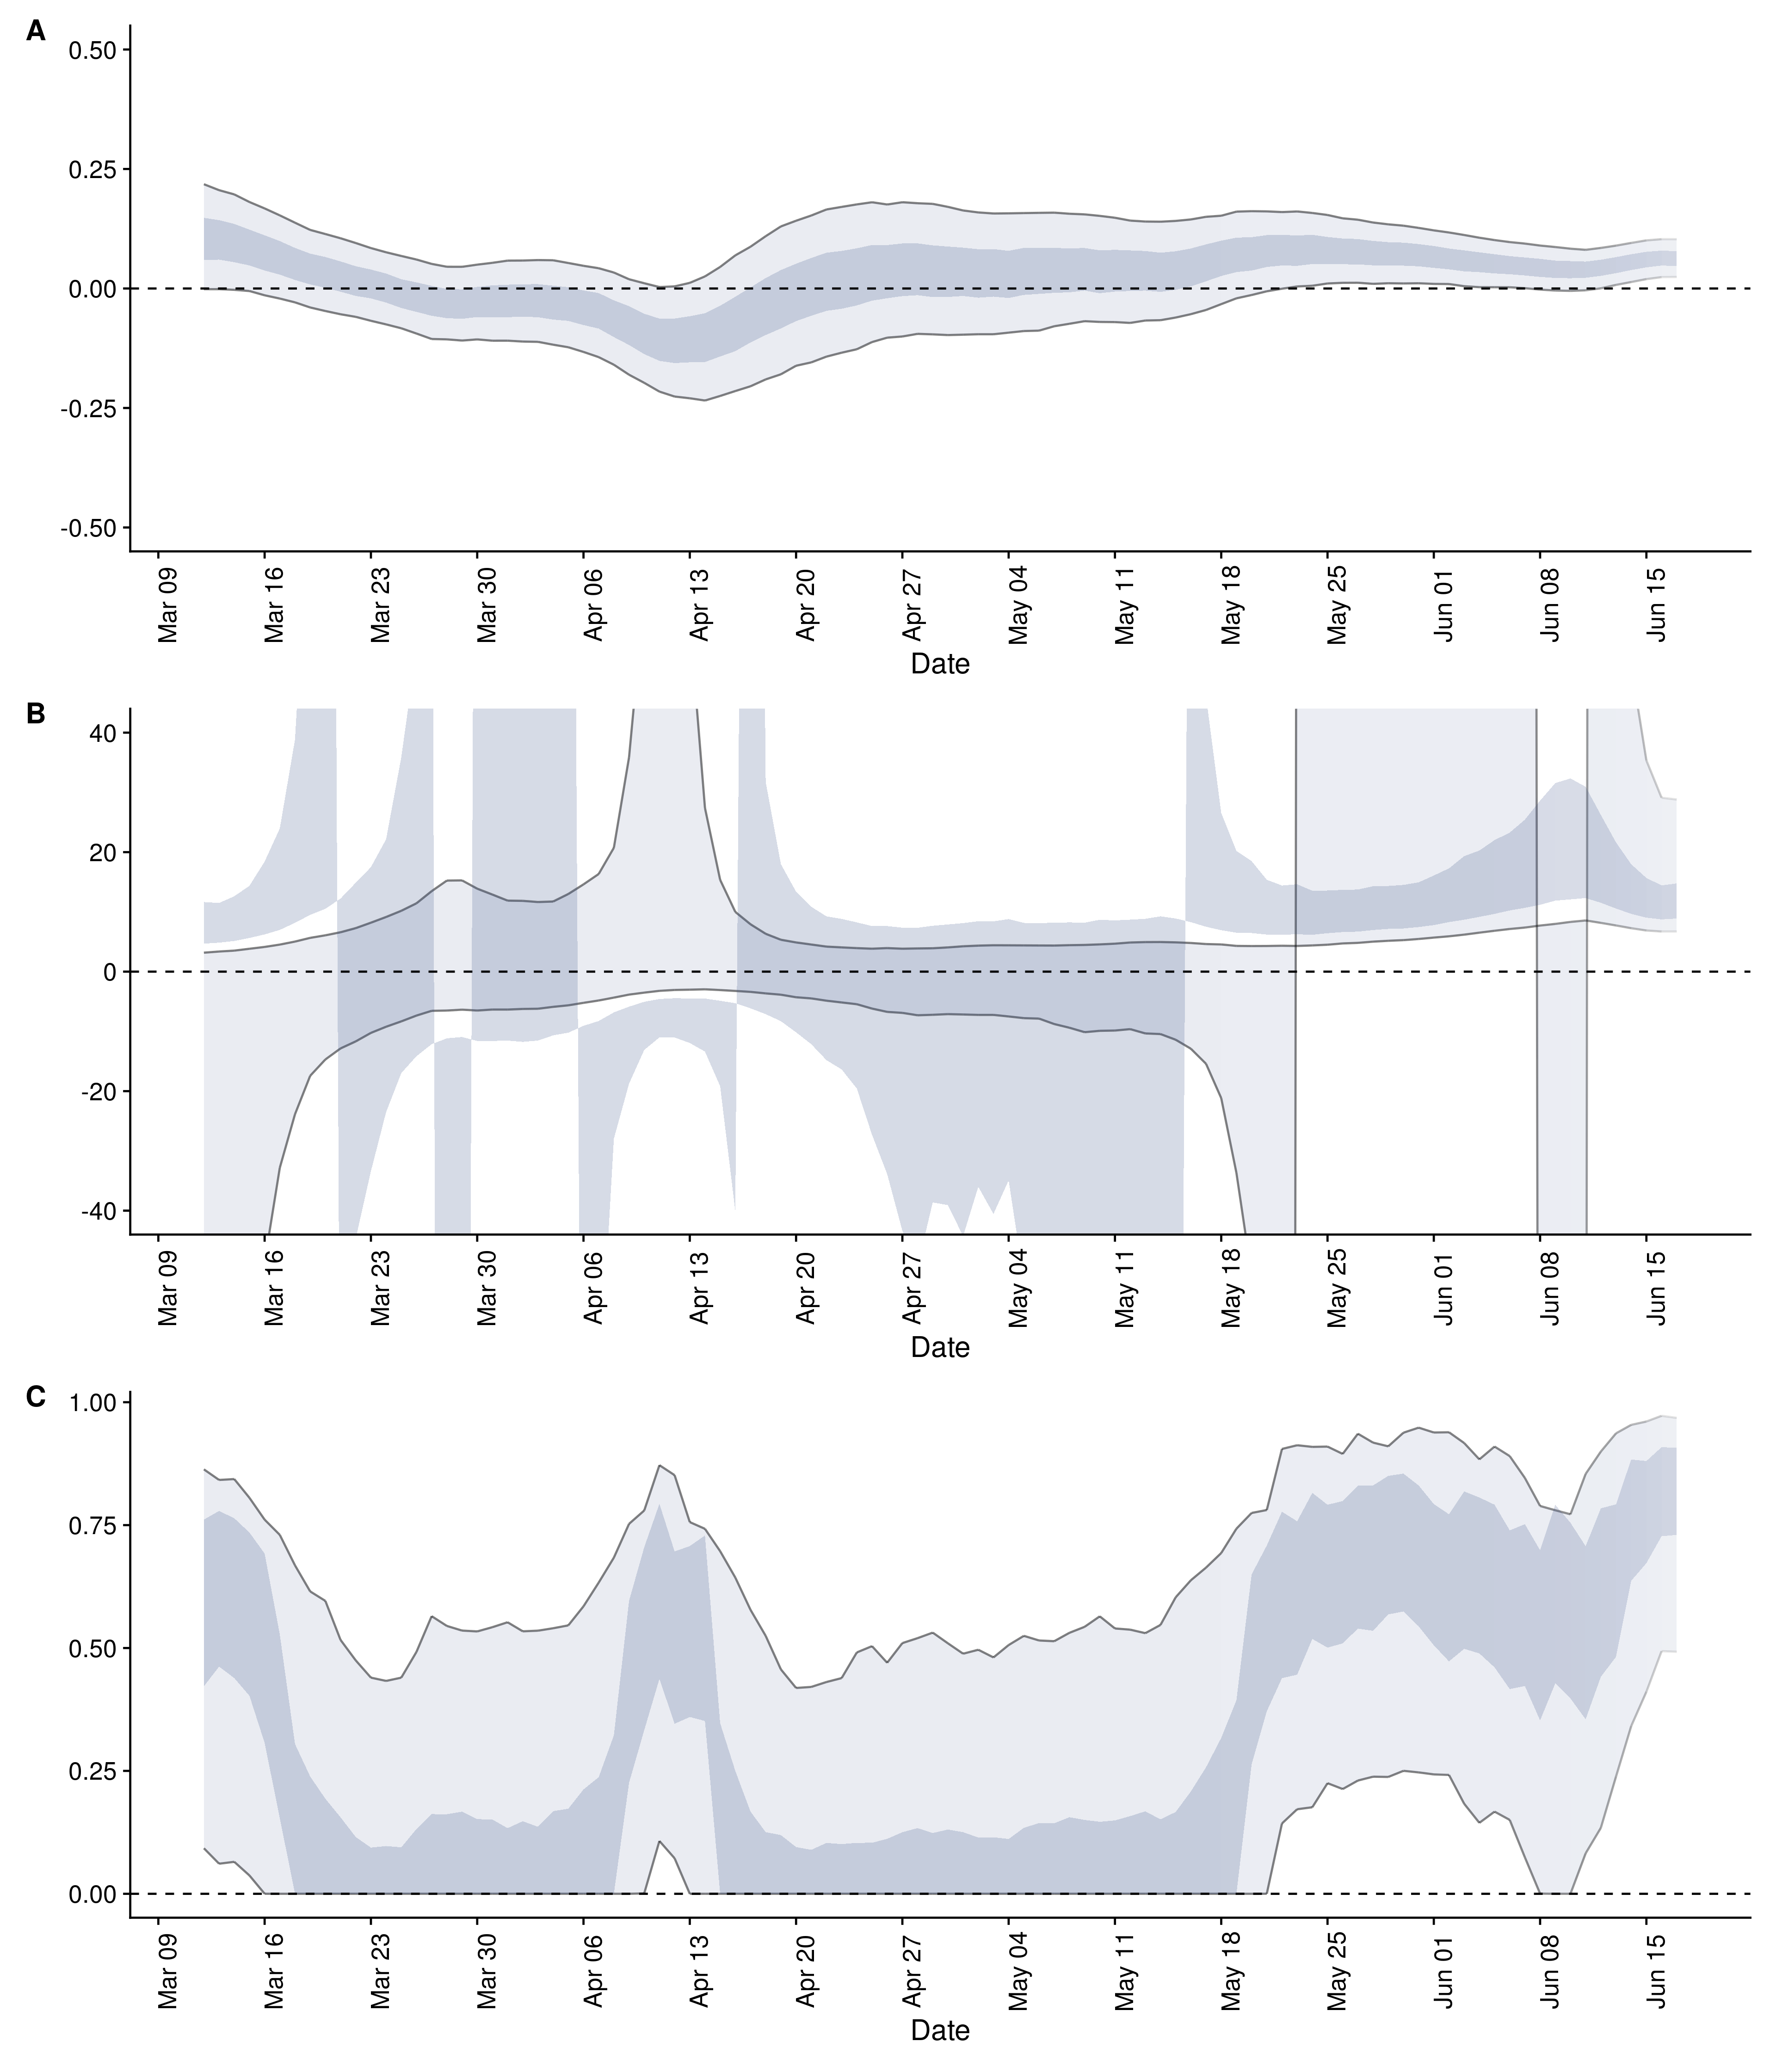 A
0.50
0.25
0.00
-0.25
-0.50
Mar 09
Mar 16
Mar 23
Mar 30
Apr 06
Apr 13
Apr 20
Apr 27
May 04
May 11
May 18
May 25
Jun 01
Jun 08
Jun 15
Date
B
40
20
0
-20
-40
Mar 09
Mar 16
Mar 23
Mar 30
Apr 06
Apr 13
Apr 20
Apr 27
May 04
May 11
May 18
May 25
Jun 01
Jun 08
Jun 15
Date
C
1.00
0.75
0.50
0.25
0.00
Mar 09
Mar 16
Mar 23
Mar 30
Apr 06
Apr 13
Apr 20
Apr 27
May 04
May 11
May 18
May 25
Jun 01
Jun 08
Jun 15
Date